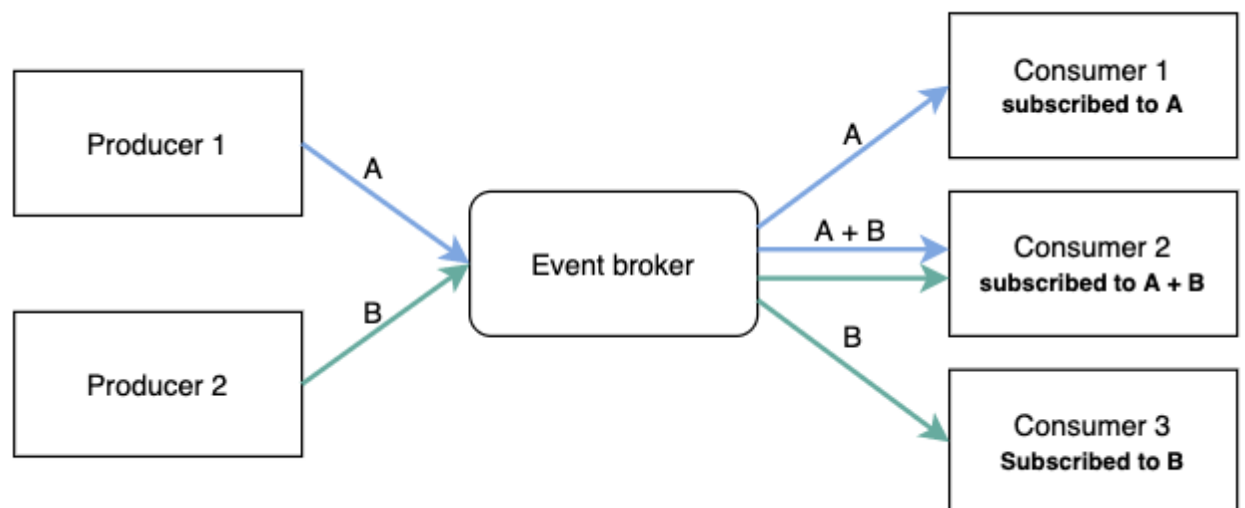 Producer 1
A
Producer 2
B
Event broker
A
A + B
B
Consumer 1
subscribed to A
Consumer 2
subscribed to A + B
Consumer 3
Subscribed to B